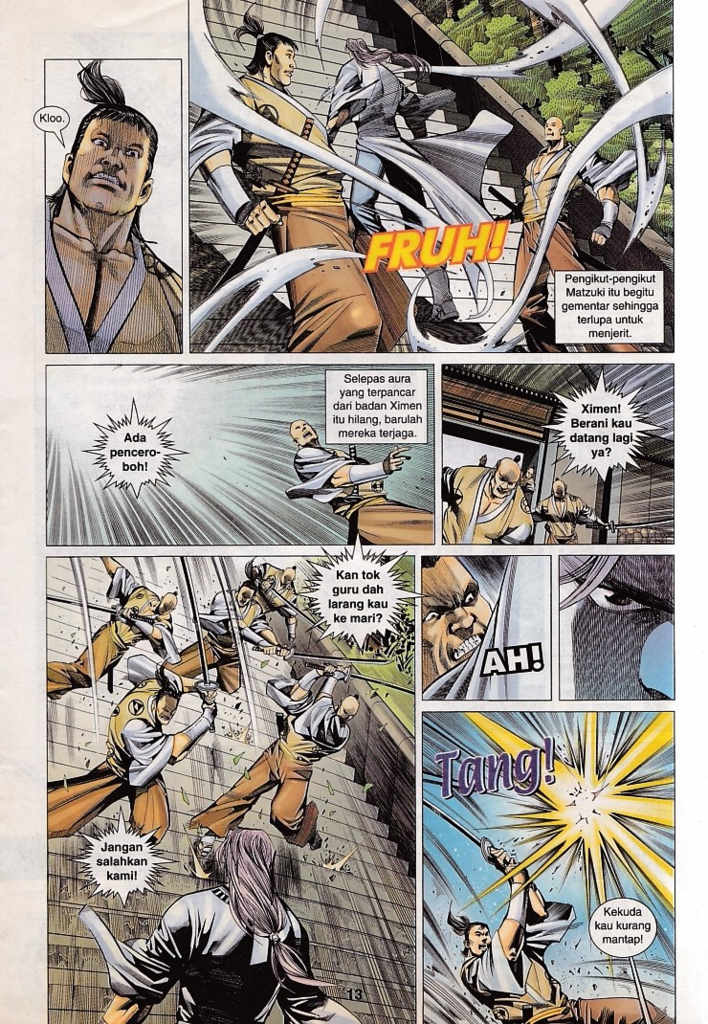 Kloo.
FRUH!
Pengikut-pengikut
Matzuki itu begitu
gementar sehingga
terlupa untuk
menjerit.
Ada
pencero-
boh!
Selepas aura
yang terpancar
dari badan Ximen
itu hilang, barulah
mereka terjaga.
Ximen!
Berani kau
datang lagi
ya?
Kan tok
guru dah
larang kau
ke mari?
Jangan
salahkan
kami!
AH!
Tang!
Kekuda
kau kurang
mantap!
13